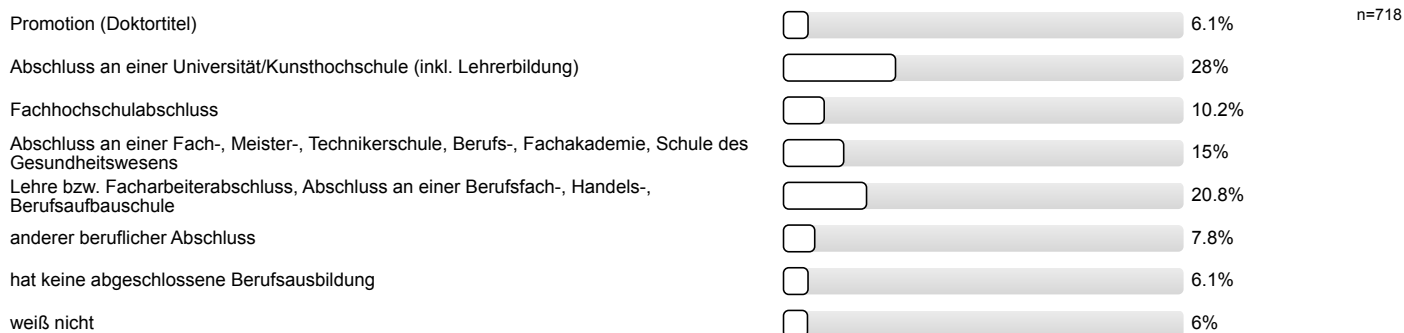 Promotion (Doktortitel) 6.1% n=718
Abschluss an einer Universität/Kunsthochschule (inkl. Lehrerbildung) 28%
Fachhochschulabschluss 10.2%
Abschluss an einer Fach-, Meister-, Technikerschule, Berufs-, Fachakademie, Schule des
Gesundheitswesens 15%
Lehre bzw. Facharbeiterabschluss, Abschluss an einer Berufsfach-, Handels-,
Berufsaufbauschule 20.8%
anderer beruflicher Abschluss 7.8%
hat keine abgeschlossene Berufsausbildung 6.1%
weiß nicht 6%